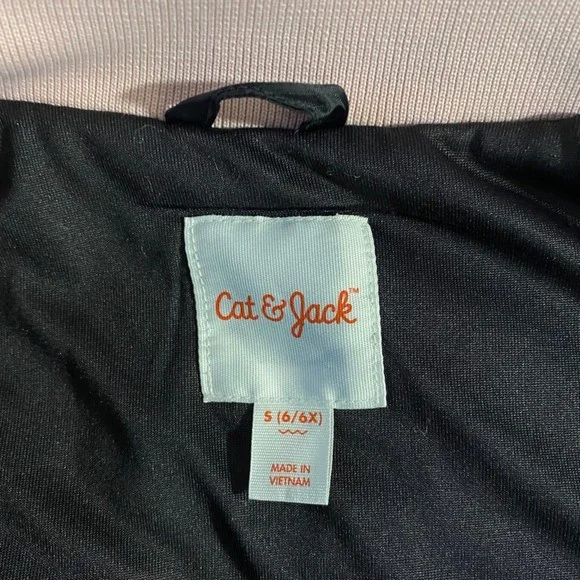 Cat & Jack™
S (6/6X)
MADE IN
VIETNAM